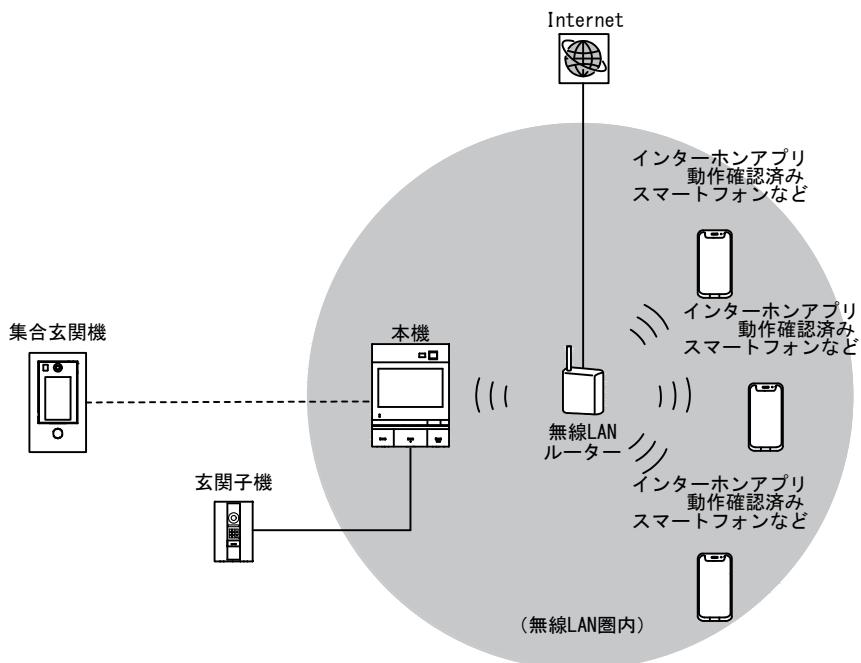 Internet
インターホンアプリ
動作確認済み
スマートフォンなど
インターホンアプリ
動作確認済み
スマートフォンなど
集合玄関機
本機
無線LAN
ルーター
玄関子機
インターホンアプリ
動作確認済み
スマートフォンなど
（無線LAN圏内）